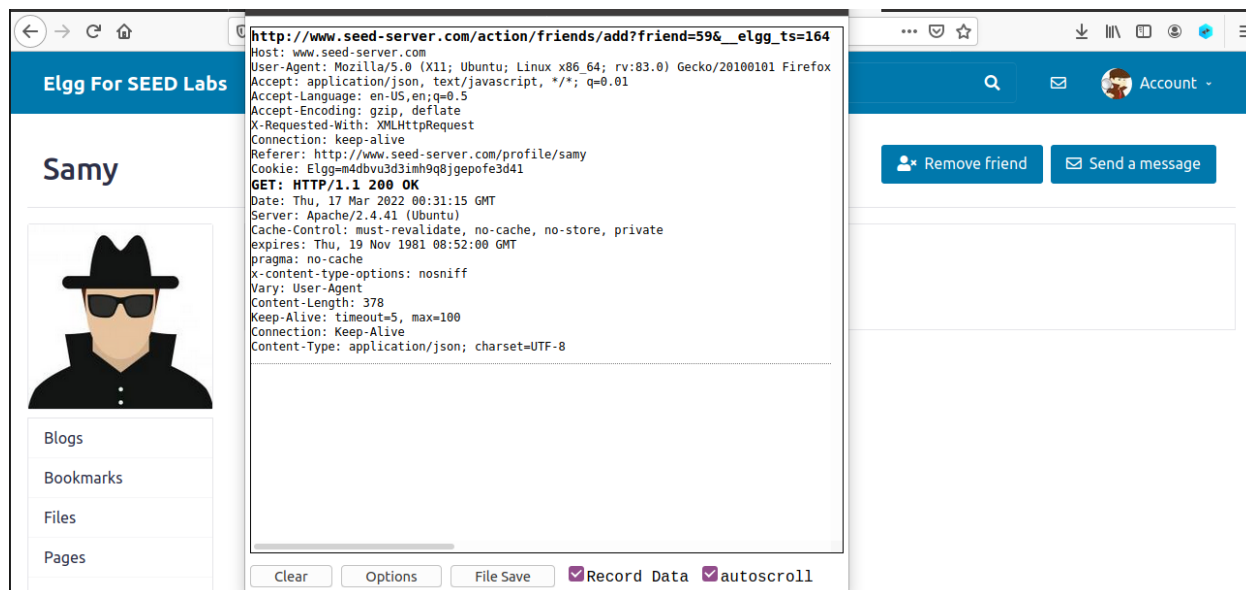 Elgg For SEED Labs
Account
Samy
Remove friend
Send a message
Blogs
Bookmarks
Files
Pages
http://www.seed-server.com/action/friends/add?friend=59&__elgg_ts=164
Host: www.seed-server.com
User-Agent: Mozilla/5.0 (X11; Ubuntu; Linux x86_64; rv:83.0) Gecko/20100101 Firefox
Accept: application/json, text/javascript, */*; q=0.01
Accept-Language: en-US,en;q=0.5
Accept-Encoding: gzip, deflate
X-Requested-With: XMLHttpRequest
Connection: keep-alive
Referer: http://www.seed-server.com/profile/samy
Cookie: Elgg=m4dbvu3d3imh9q8jgepofe3d41
GET: HTTP/1.1 200 OK
Date: Thu, 17 Mar 2022 00:31:15 GMT
Server: Apache/2.4.41 (Ubuntu)
Cache-Control: must-revalidate, no-cache, no-store, private
expires: Thu, 19 Nov 1981 08:52:00 GMT
pragma: no-cache
x-content-type-options: nosniff
Vary: User-Agent
Content-Length: 378
Keep-Alive: timeout=5, max=100
Connection: Keep-Alive
Content-Type: application/json; charset=UTF-8
Clear
Options
File Save
Record Data
autoscroll